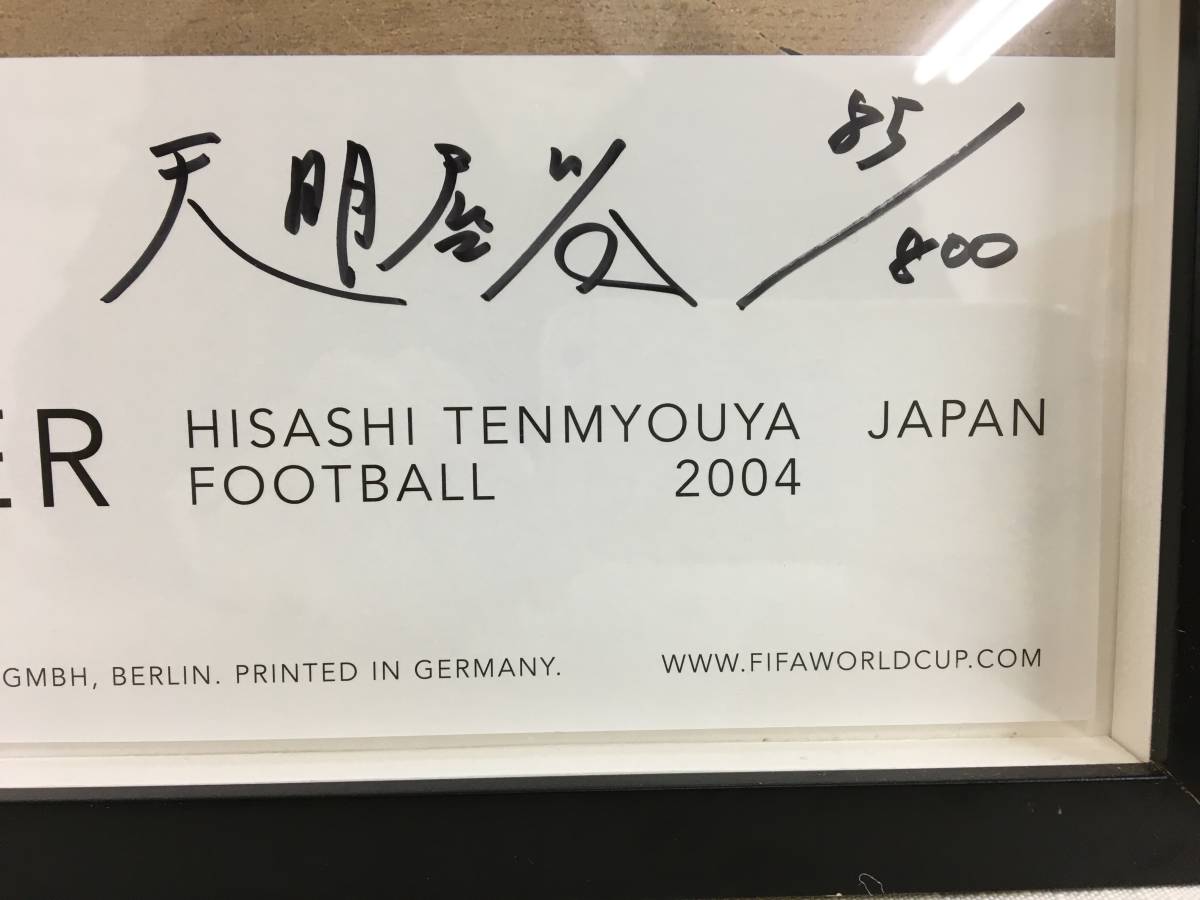 天明屋尚 85/800
ER HISASHI TENMYOUYA JAPAN
FOOTBALL 2004
GMBH, BERLIN. PRINTED IN GERMANY. WWW.FIFAWORLDCUP.COM